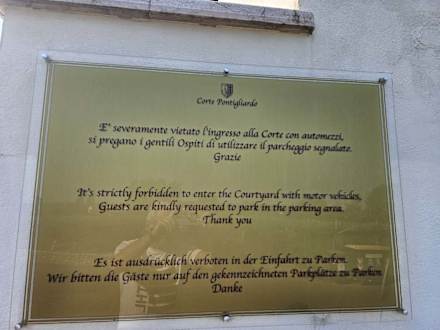 Corte Pontigliardo
E' severamente vietato l'ingresso alla Corte con automezzi,
si pregano i gentili Ospiti di utilizzare il parcheggio segnalato.
Grazie
It's strictly forbidden to enter the Courtyard with motor vehicles,
Guests are kindly requested to park in the parking area.
Thank you
Es ist ausdrücklich verboten in der Einfahrt zu Parken.
Wir bitten die Gäste nur auf den gekennzeichneten Parkplätze zu Parken
Danke